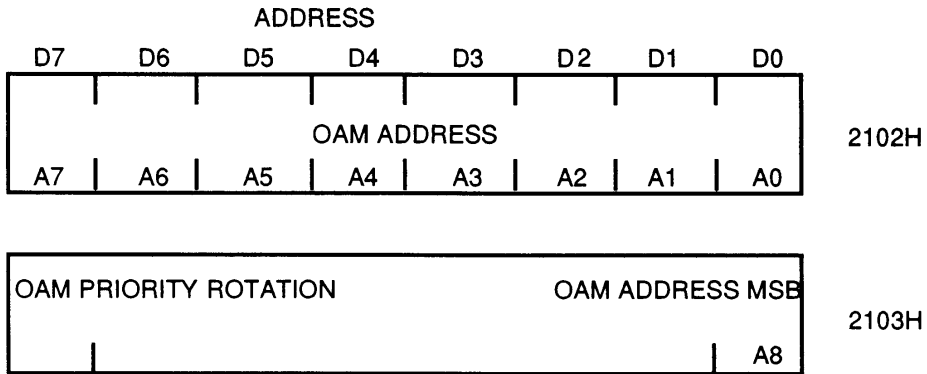 ADDRESS
D7 D6 D5 D4 D3 D2 D1 D0
OAM ADDRESS
2102H
A7 A6 A5 A4 A3 A2 A1 A0
OAM PRIORITY ROTATION OAM ADDRESS MSB
2103H
A8